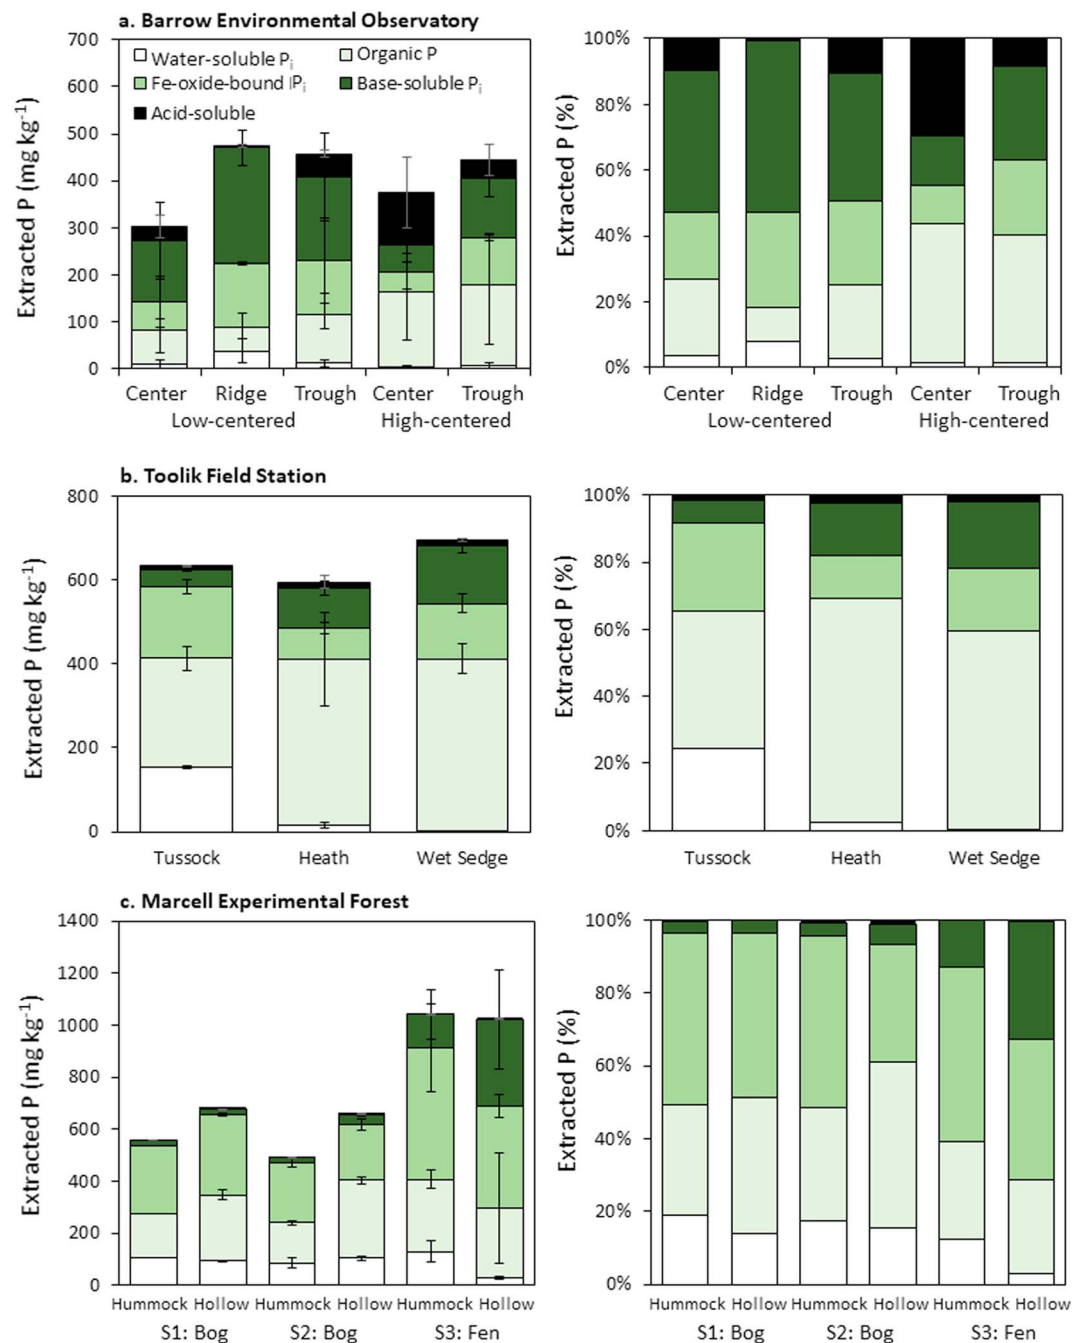 a. Barrow Environmental Observatory
700
600
500
400
300
200
100
0
Extracted P (mg kg⁻¹)
Water-soluble Pᵢ
Organic P
Fe-oxide-bound Pᵢ
Base-soluble Pᵢ
Acid-soluble
Center Ridge Trough Center Trough
Low-centered High-centered
100%
80%
60%
40%
20%
0%
Extracted P (%)
Center Ridge Trough Center Trough
Low-centered High-centered
b. Toolik Field Station
800
600
400
200
0
Extracted P (mg kg⁻¹)
Tussock Heath Wet Sedge
100%
80%
60%
40%
20%
0%
Extracted P (%)
Tussock Heath Wet Sedge
c. Marcell Experimental Forest
1400
1200
1000
800
600
400
200
0
Extracted P (mg kg⁻¹)
Hummock Hollow Hummock Hollow Hummock Hollow
S1: Bog S2: Bog S3: Fen
100%
80%
60%
40%
20%
0%
Extracted P (%)
Hummock Hollow Hummock Hollow Hummock Hollow
S1: Bog S2: Bog S3: Fen